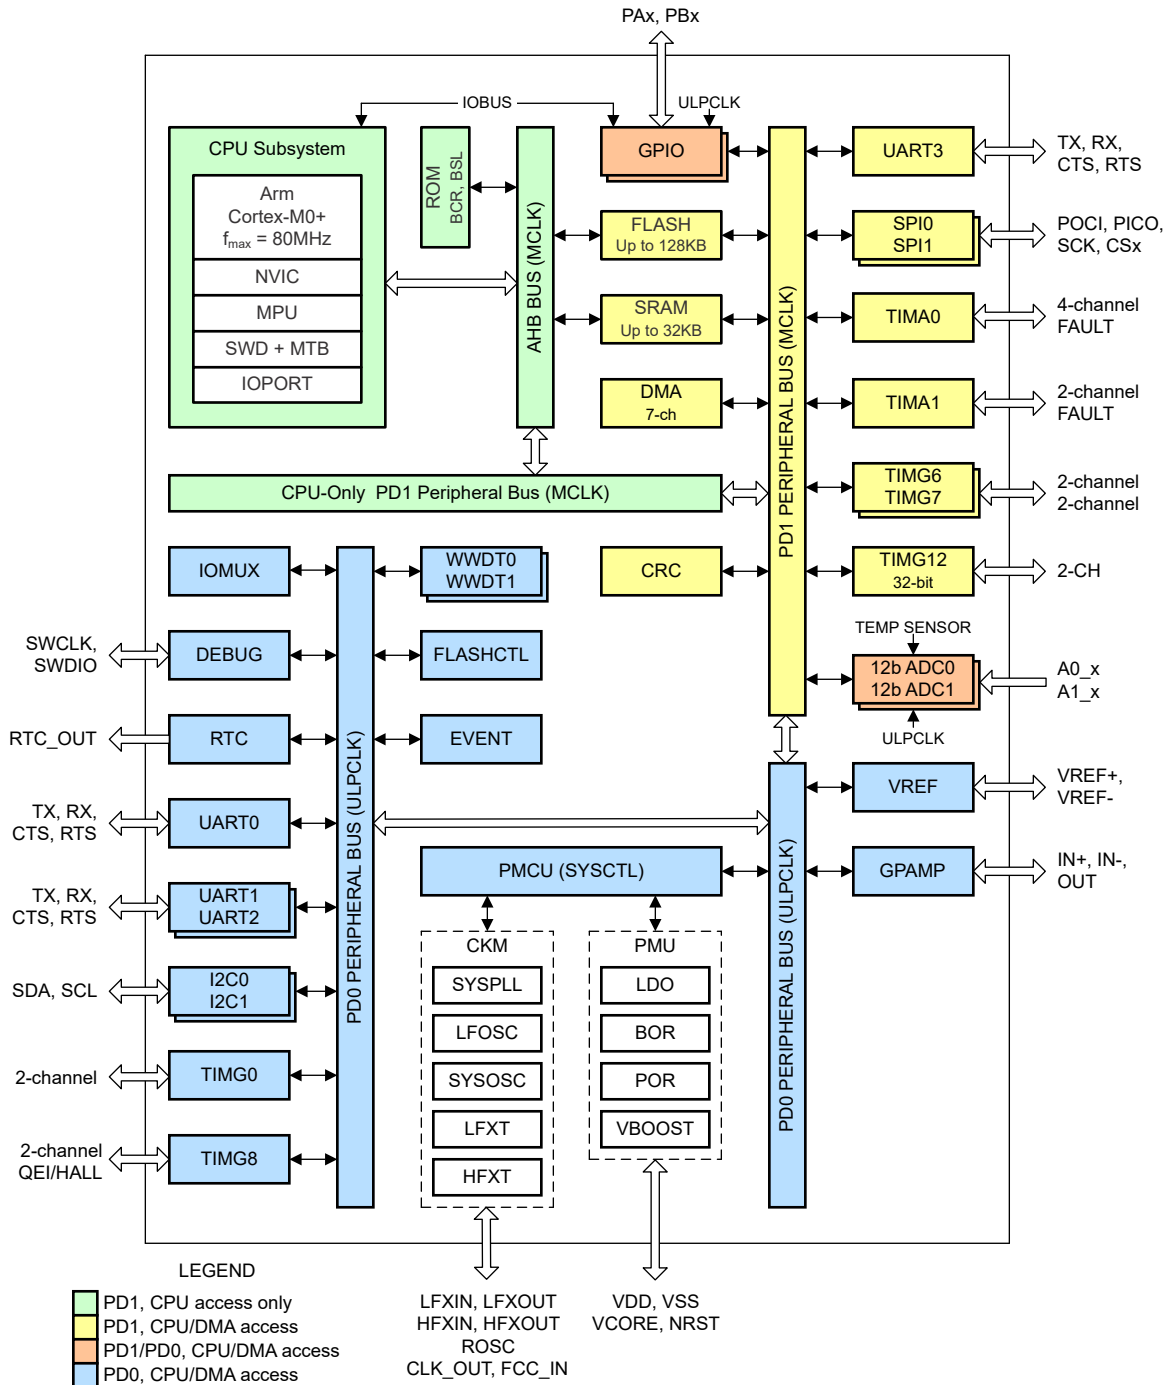 PAx, PBx
IOBUS
ULPCLK
CPU Subsystem
Arm
Cortex-M0+
fmax = 80MHz
NVIC
MPU
SWD + MTB
IOPORT
ROM
BCR, BSL
AHB BUS (MCLK)
GPIO
FLASH
Up to 128KB
SRAM
Up to 32KB
DMA
7-ch
CRC
PD1 PERIPHERAL BUS (MCLK)
UART3
TX, RX,
CTS, RTS
SPI0
SPI1
POCI, PICO,
SCK, CSx
TIMA0
4-channel
FAULT
TIMA1
2-channel
FAULT
TIMG6
TIMG7
2-channel
2-channel
TIMG12
32-bit
2-CH
TEMP SENSOR
12b ADC0
12b ADC1
A0_x
A1_x
ULPCLK
CPU-Only PD1 Peripheral Bus (MCLK)
IOMUX
WWDT0
WWDT1
SWCLK,
SWDIO
DEBUG
FLASHCTL
RTC_OUT
RTC
EVENT
TX, RX,
CTS, RTS
UART0
PD0 PERIPHERAL BUS (ULPCLK)
TX, RX,
CTS, RTS
UART1
UART2
SDA, SCL
I2C0
I2C1
2-channel
TIMG0
2-channel
QEI/HALL
TIMG8
PMCU (SYSCTL)
CKM
SYSPLL
LFOSC
SYSOSC
LFXT
HFXT
PMU
LDO
BOR
POR
VBOOST
PD0 PERIPHERAL BUS (ULPCLK)
VREF
VREF+,
VREF-
GPAMP
IN+, IN-,
OUT
LFXIN, LFXOUT
HFXIN, HFXOUT
ROSC
CLK_OUT, FCC_IN
VDD, VSS
VCORE, NRST
LEGEND
PD1, CPU access only
PD1, CPU/DMA access
PD1/PD0, CPU/DMA access
PD0, CPU/DMA access